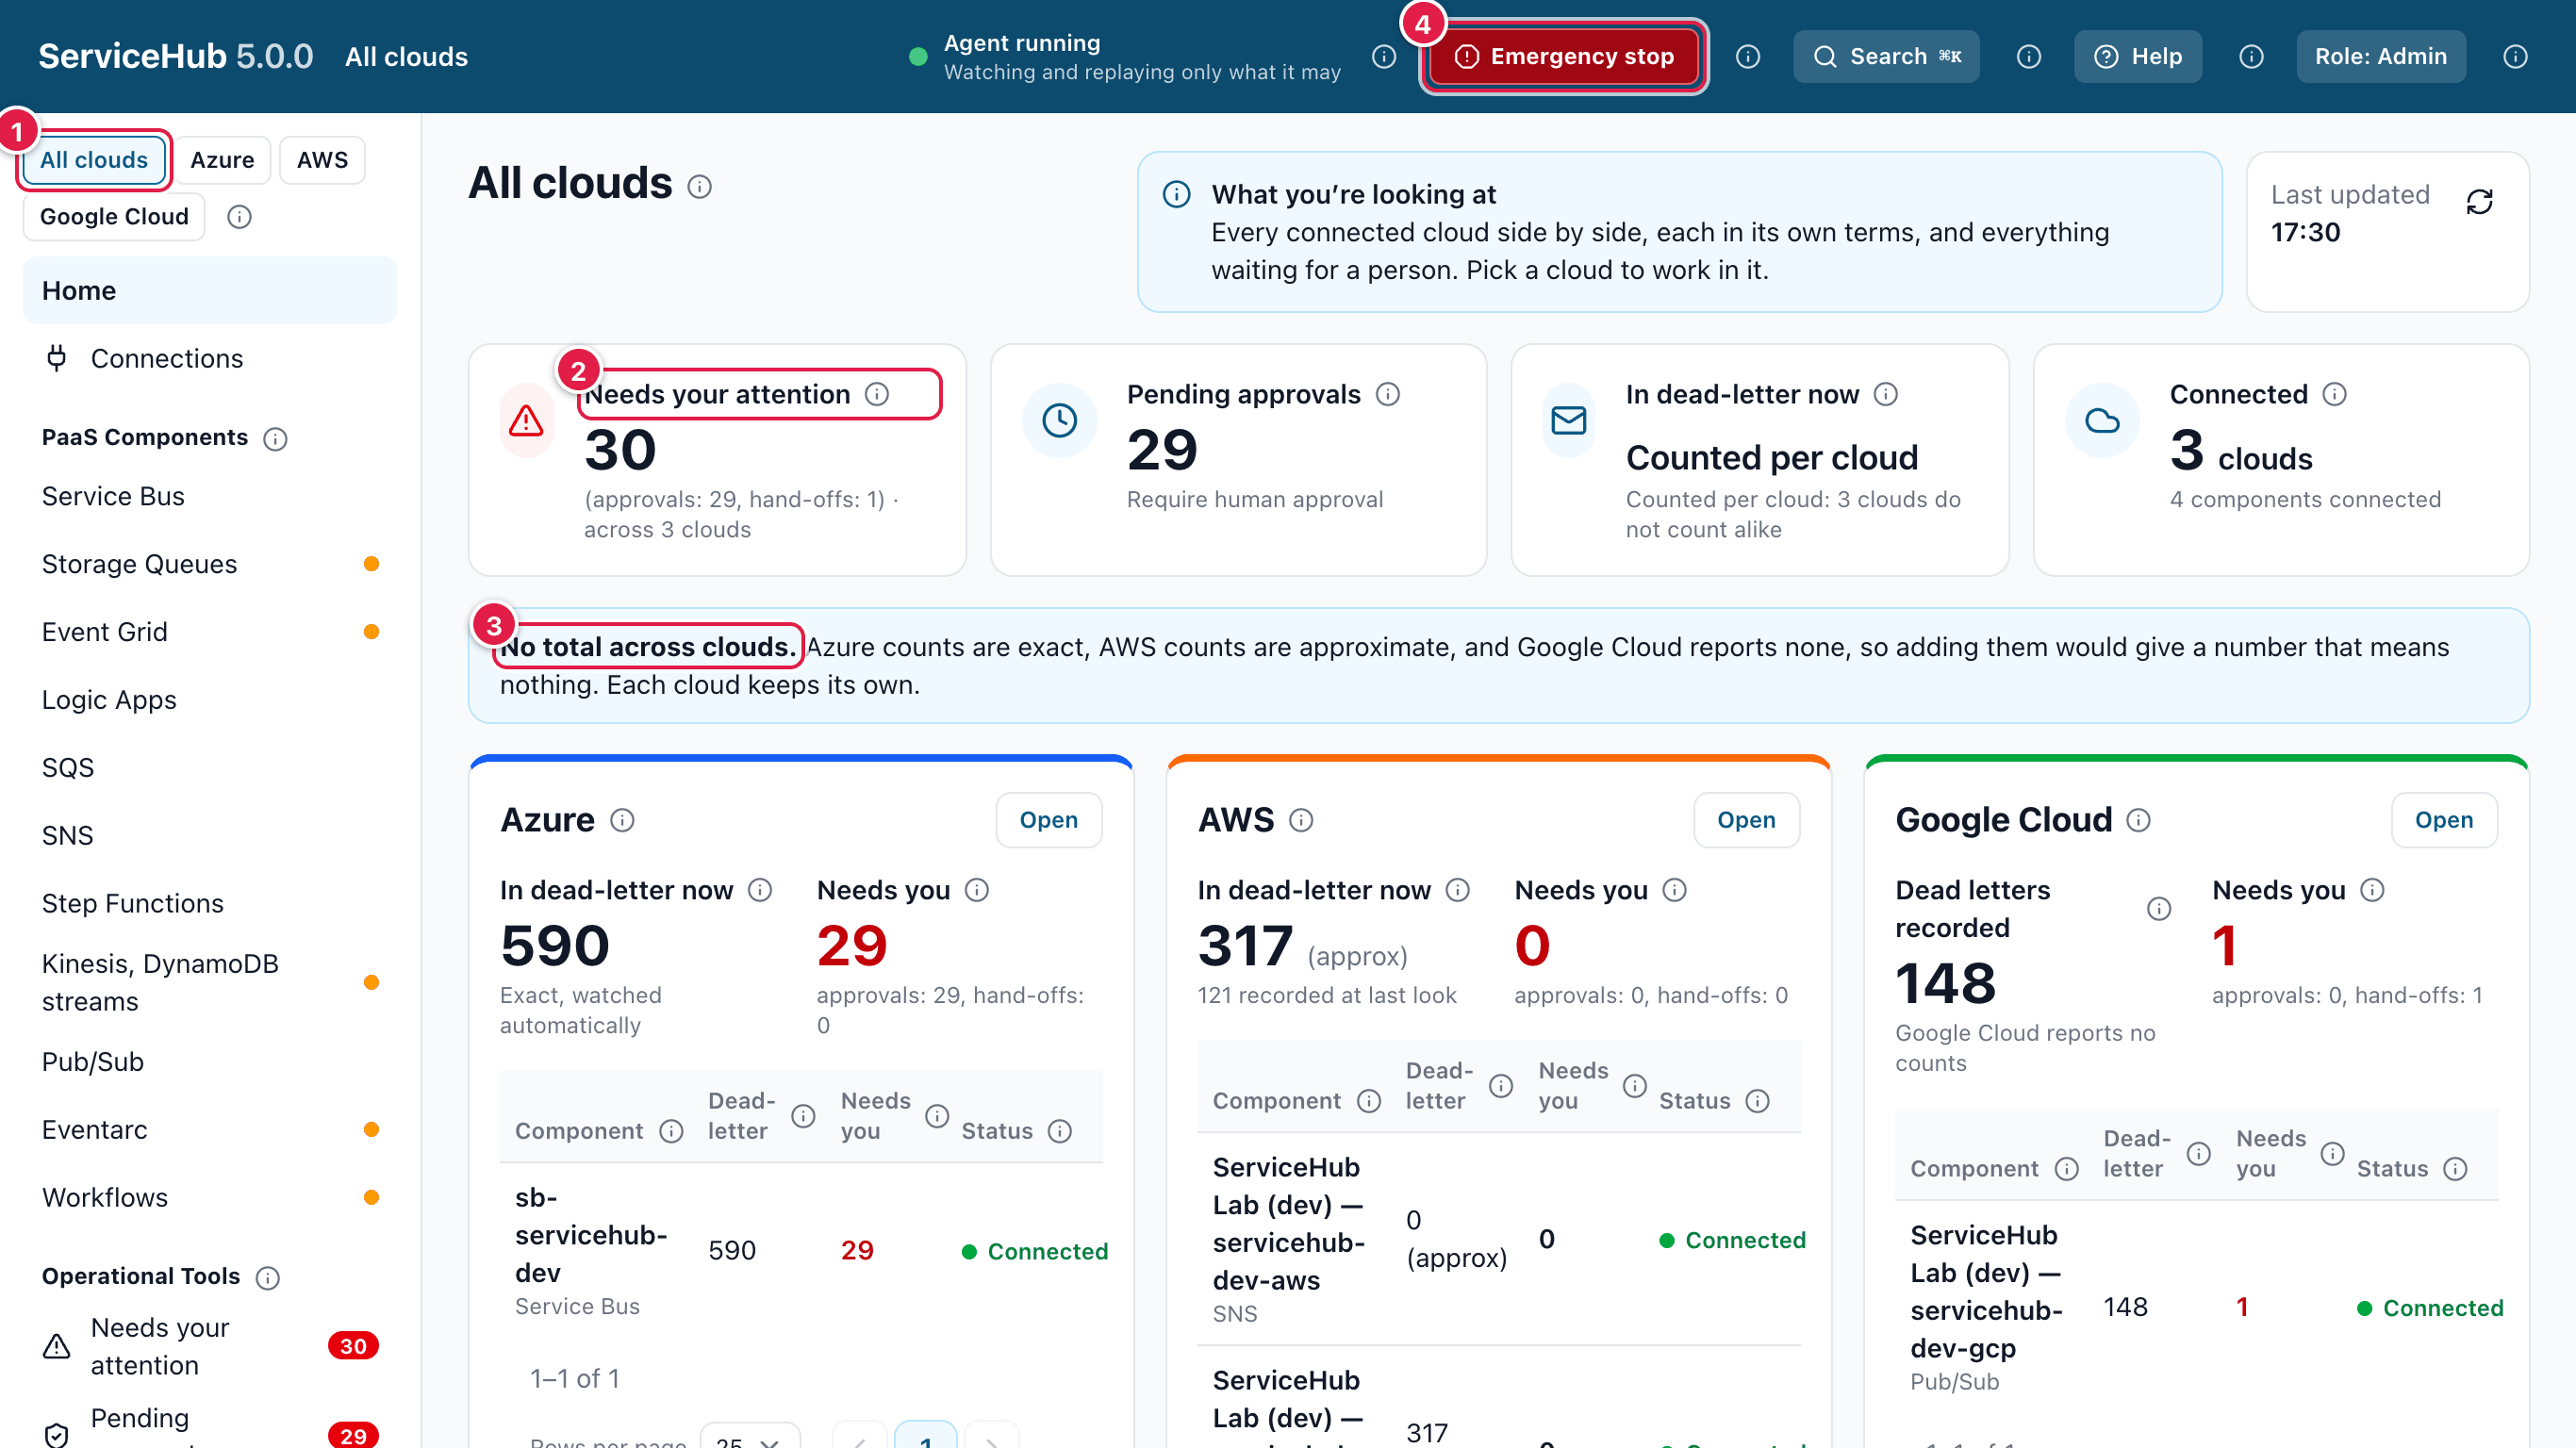 ServiceHub 5.0.0 All clouds
Agent running
Watching and replaying only what it may
4
Emergency stop
Search ⌘K
Help
Role: Admin
1
All clouds
Azure
AWS
Google Cloud
Home
Connections
PaaS Components
Service Bus
Storage Queues
Event Grid
Logic Apps
SQS
SNS
Step Functions
Kinesis, DynamoDB
streams
Pub/Sub
Eventarc
Workflows
Operational Tools
Needs your
attention
30
Pending
29
All clouds
What you’re looking at
Every connected cloud side by side, each in its own terms, and everything
waiting for a person. Pick a cloud to work in it.
Last updated
17:30
2
Needs your attention
30
(approvals: 29, hand-offs: 1) ·
across 3 clouds
Pending approvals
29
Require human approval
In dead-letter now
Counted per cloud
Counted per cloud: 3 clouds do
not count alike
Connected
3 clouds
4 components connected
3
No total across clouds. Azure counts are exact, AWS counts are approximate, and Google Cloud reports none, so adding them would give a number that means
nothing. Each cloud keeps its own.
Azure
Open
In dead-letter now
590
Exact, watched
automatically
Needs you
29
approvals: 29, hand-offs:
0
Component
Dead-
letter
Needs
you
Status
sb-
servicehub-
dev
Service Bus
590
29
Connected
1–1 of 1
Rows per page
25
1
AWS
Open
In dead-letter now
317 (approx)
121 recorded at last look
Needs you
0
approvals: 0, hand-offs: 0
Component
Dead-
letter
Needs
you
Status
ServiceHub
Lab (dev) —
servicehub-
dev-aws
SNS
0
(approx)
0
Connected
ServiceHub
Lab (dev) —
317
Google Cloud
Open
Dead letters
recorded
148
Google Cloud reports no
counts
Needs you
1
approvals: 0, hand-offs: 1
Component
Dead-
letter
Needs
you
Status
ServiceHub
Lab (dev) —
servicehub-
dev-gcp
Pub/Sub
148
1
Connected